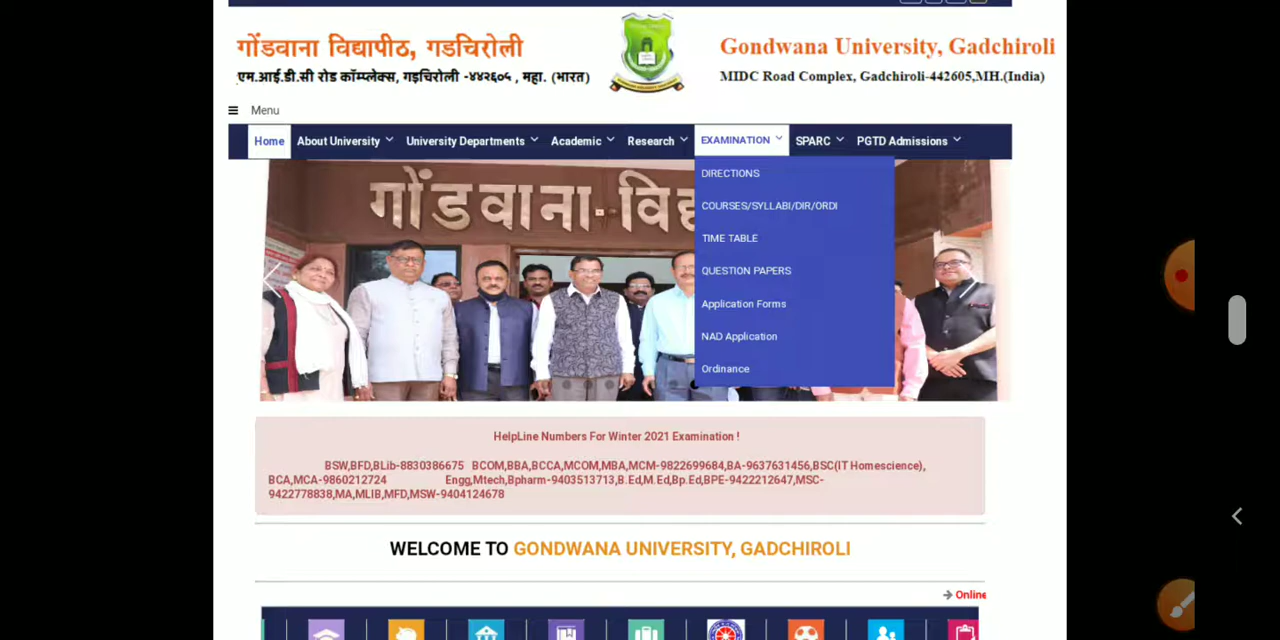 गोंडवाना विद्यापीठ, गडचिरोली
एम.आई.डी.सी रोड कॉम्प्लेक्स, गडचिरोली -४४२६०५ , महा. (भारत)
Gondwana University, Gadchiroli
MIDC Road Complex, Gadchiroli-442605,MH.(India)
Menu
Home About University University Departments Academic Research EXAMINATION SPARC PGTD Admissions
DIRECTIONS
COURSES/SYLLABI/DIR/ORDI
TIME TABLE
QUESTION PAPERS
Application Forms
NAD Application
Ordinance
गोंडवाना-वि
HelpLine Numbers For Winter 2021 Examination !
BSW,BFD,BLib-8830386675 BCOM,BBA,BCCA,MCOM,MBA,MCM-9822699684,BA-9637631456,BSC(IT Homescience),
BCA,MCA-9860212724 Engg,Mtech,Bpharm-9403513713,B.Ed,M.Ed,Bp.Ed,BPE-9422212647,MSC-
9422778838,MA,MLIB,MFD,MSW-9404124678
WELCOME TO GONDWANA UNIVERSITY, GADCHIROLI
Online